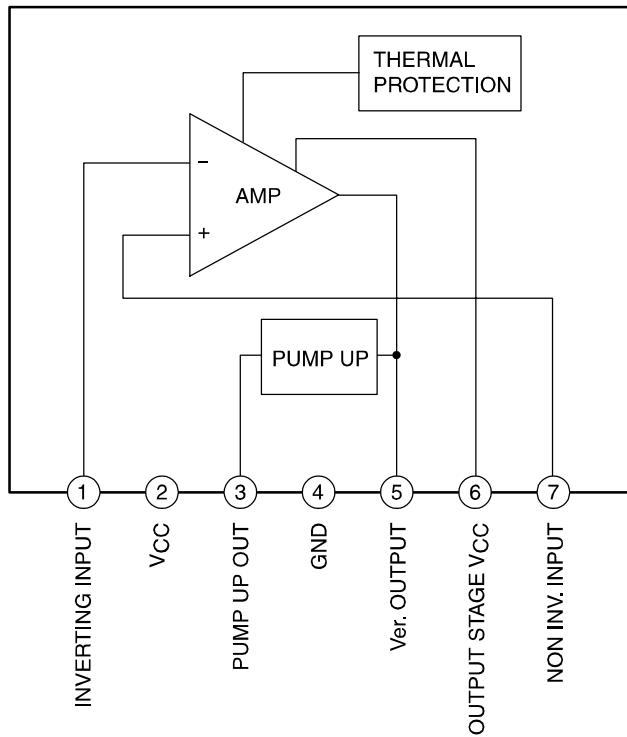 THERMAL
PROTECTION
−
AMP
+
PUMP UP
1
2
3
4
5
6
7
INVERTING INPUT
VCC
PUMP UP OUT
GND
Ver. OUTPUT
OUTPUT STAGE VCC
NON INV. INPUT